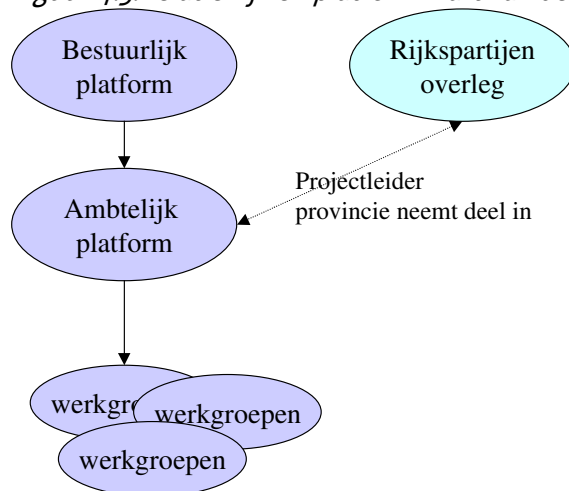 Bestuurlijk
platform
Rijkspartijen
overleg
Projectleider
provincie neemt deel in
Ambtelijk
platform
werkgroepen
werkgroepen